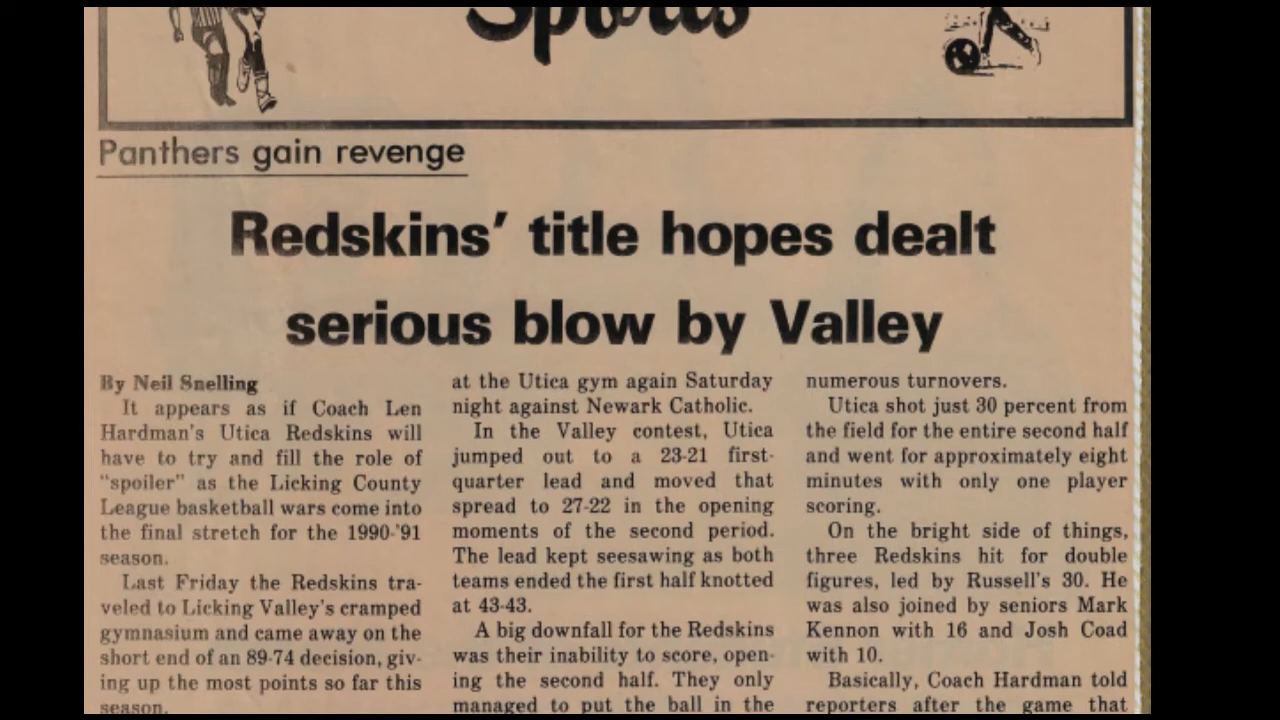 Sports
Panthers gain revenge
Redskins' title hopes dealt
serious blow by Valley
By Neil Snelling
It appears as if Coach Len
Hardman's Utica Redskins will
have to try and fill the role of
"spoiler" as the Licking County
League basketball wars come into
the final stretch for the 1990-'91
season.
Last Friday the Redskins tra-
veled to Licking Valley's cramped
gymnasium and came away on the
short end of an 89-74 decision, giv-
ing up the most points so far this
season.
at the Utica gym again Saturday
night against Newark Catholic.
In the Valley contest, Utica
jumped out to a 23-21 first-
quarter lead and moved that
spread to 27-22 in the opening
moments of the second period.
The lead kept seesawing as both
teams ended the first half knotted
at 43-43.
A big downfall for the Redskins
was their inability to score, open-
ing the second half. They only
managed to put the ball in the
numerous turnovers.
Utica shot just 30 percent from
the field for the entire second half
and went for approximately eight
minutes with only one player
scoring.
On the bright side of things,
three Redskins hit for double
figures, led by Russell's 30. He
was also joined by seniors Mark
Kennon with 16 and Josh Coad
with 10.
Basically, Coach Hardman told
reporters after the game that